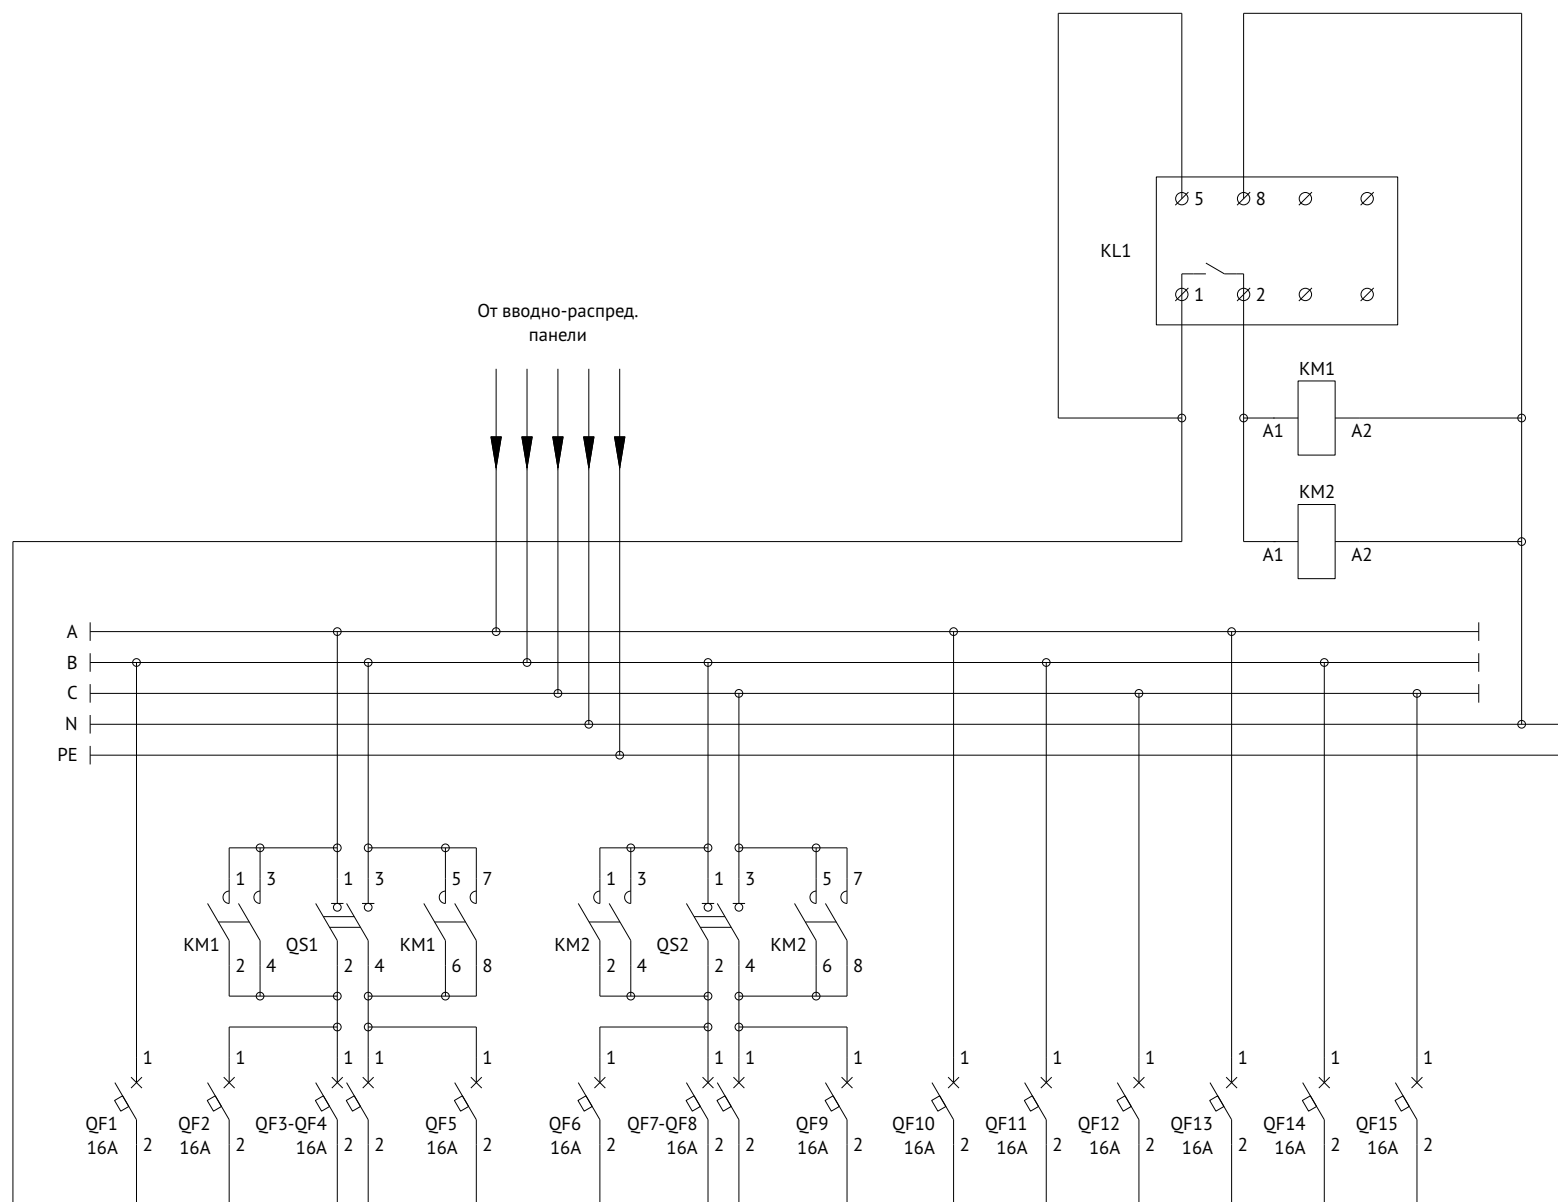 5 8
KL1
1 2
От вводно-распред.
панели
KM1
A1 A2
KM2
A1 A2
A
B
C
N
PE
1 3 1 3 5 7 1 3 1 3 5 7
KM1 QS1 KM1 KM2 QS2 KM2
2 4 2 4 6 8 2 4 2 4 6 8
1 1 1 1 1 1 1 1 1 1 1 1 1 1 1
QF1 QF2 QF3-QF4 QF5 QF6 QF7-QF8 QF9 QF10 QF11 QF12 QF13 QF14 QF15
16A 2 16A 2 16A 2 2 16A 2 16A 2 16A 2 2 16A 2 16A 2 16A 2 16A 2 16A 2 16A 2 16A 2